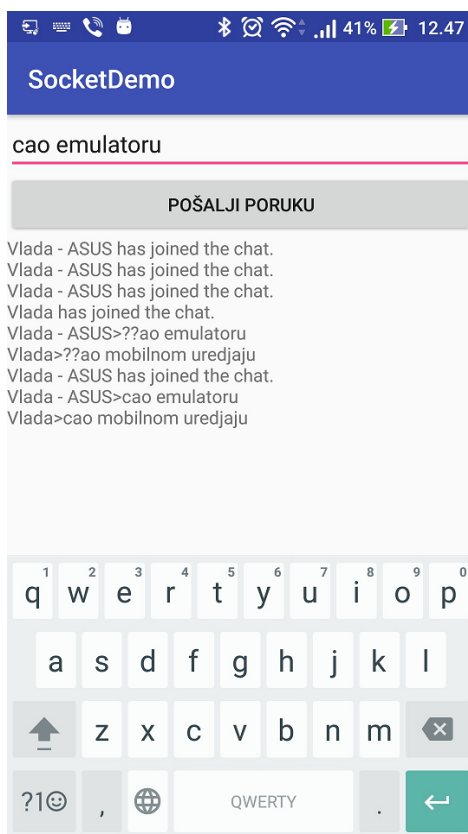 41% 12.47
SocketDemo
cao emulatoru
POŠALJI PORUKU
Vlada - ASUS has joined the chat.
Vlada - ASUS has joined the chat.
Vlada - ASUS has joined the chat.
Vlada has joined the chat.
Vlada - ASUS>??ao emulatoru
Vlada>??ao mobilnom uredjaju
Vlada - ASUS has joined the chat.
Vlada - ASUS>cao emulatoru
Vlada>cao mobilnom uredjaju
1 2 3 4 5 6 7 8 9 0
q w e r t y u i o p
a s d f g h j k l
z x c v b n m
?1☺ , QWERTY .